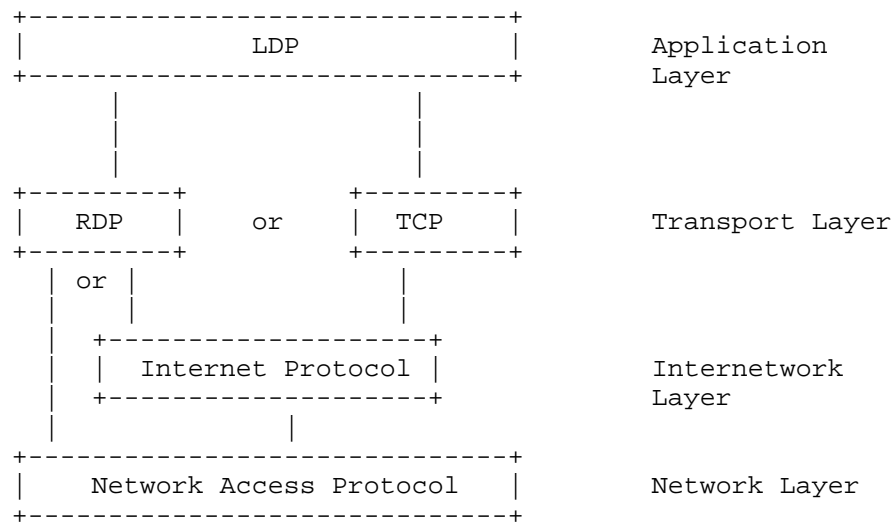 LDP Application
Layer
RDP or TCP Transport Layer
or
Internet Protocol Internetwork
Layer
Network Access Protocol Network Layer